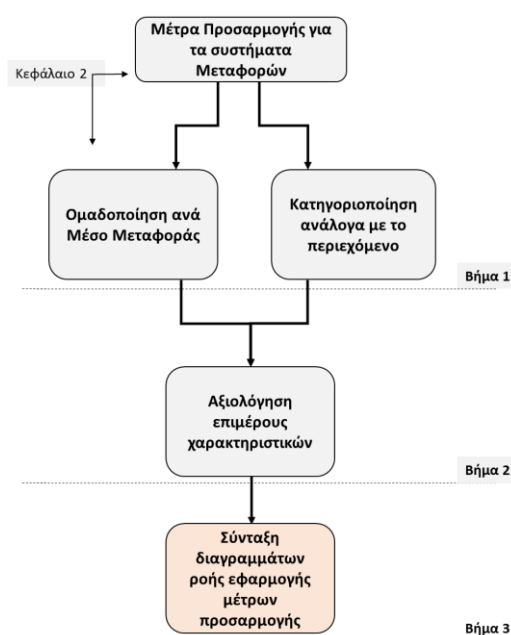 Μέτρα Προσαρμογής για
τα συστήματα
Μεταφορών
Κεφάλαιο 2
Ομαδοποίηση ανά
Μέσο Μεταφοράς
Κατηγοριοποίηση
ανάλογα με το
περιεχόμενο
Βήμα 1
Αξιολόγηση
επιμέρους
χαρακτηριστικών
Βήμα 2
Σύνταξη
διαγραμμάτων
ροής εφαρμογής
μέτρων
προσαρμογής
Βήμα 3